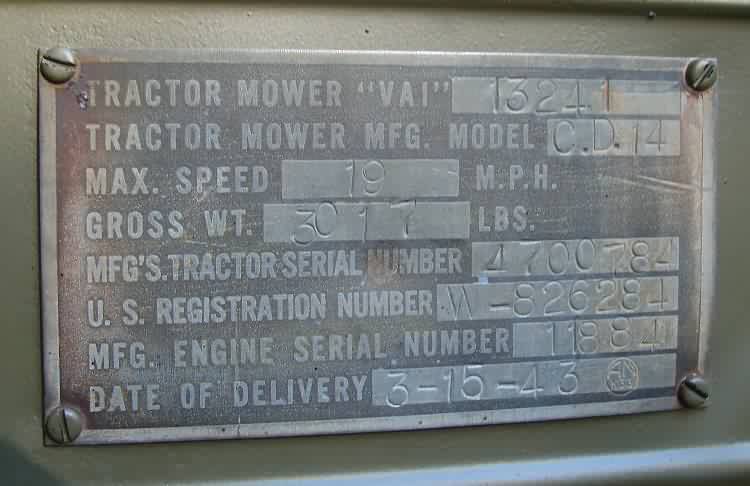 TRACTOR MOWER "VAI" 13241
TRACTOR MOWER MFG. MODEL C.D.14
MAX. SPEED 19 M.P.H.
GROSS WT. 3017 LBS.
MFG'S. TRACTOR SERIAL NUMBER 4700784
U. S. REGISTRATION NUMBER W-826284
MFG. ENGINE SERIAL NUMBER 11884
DATE OF DELIVERY 3-15-43